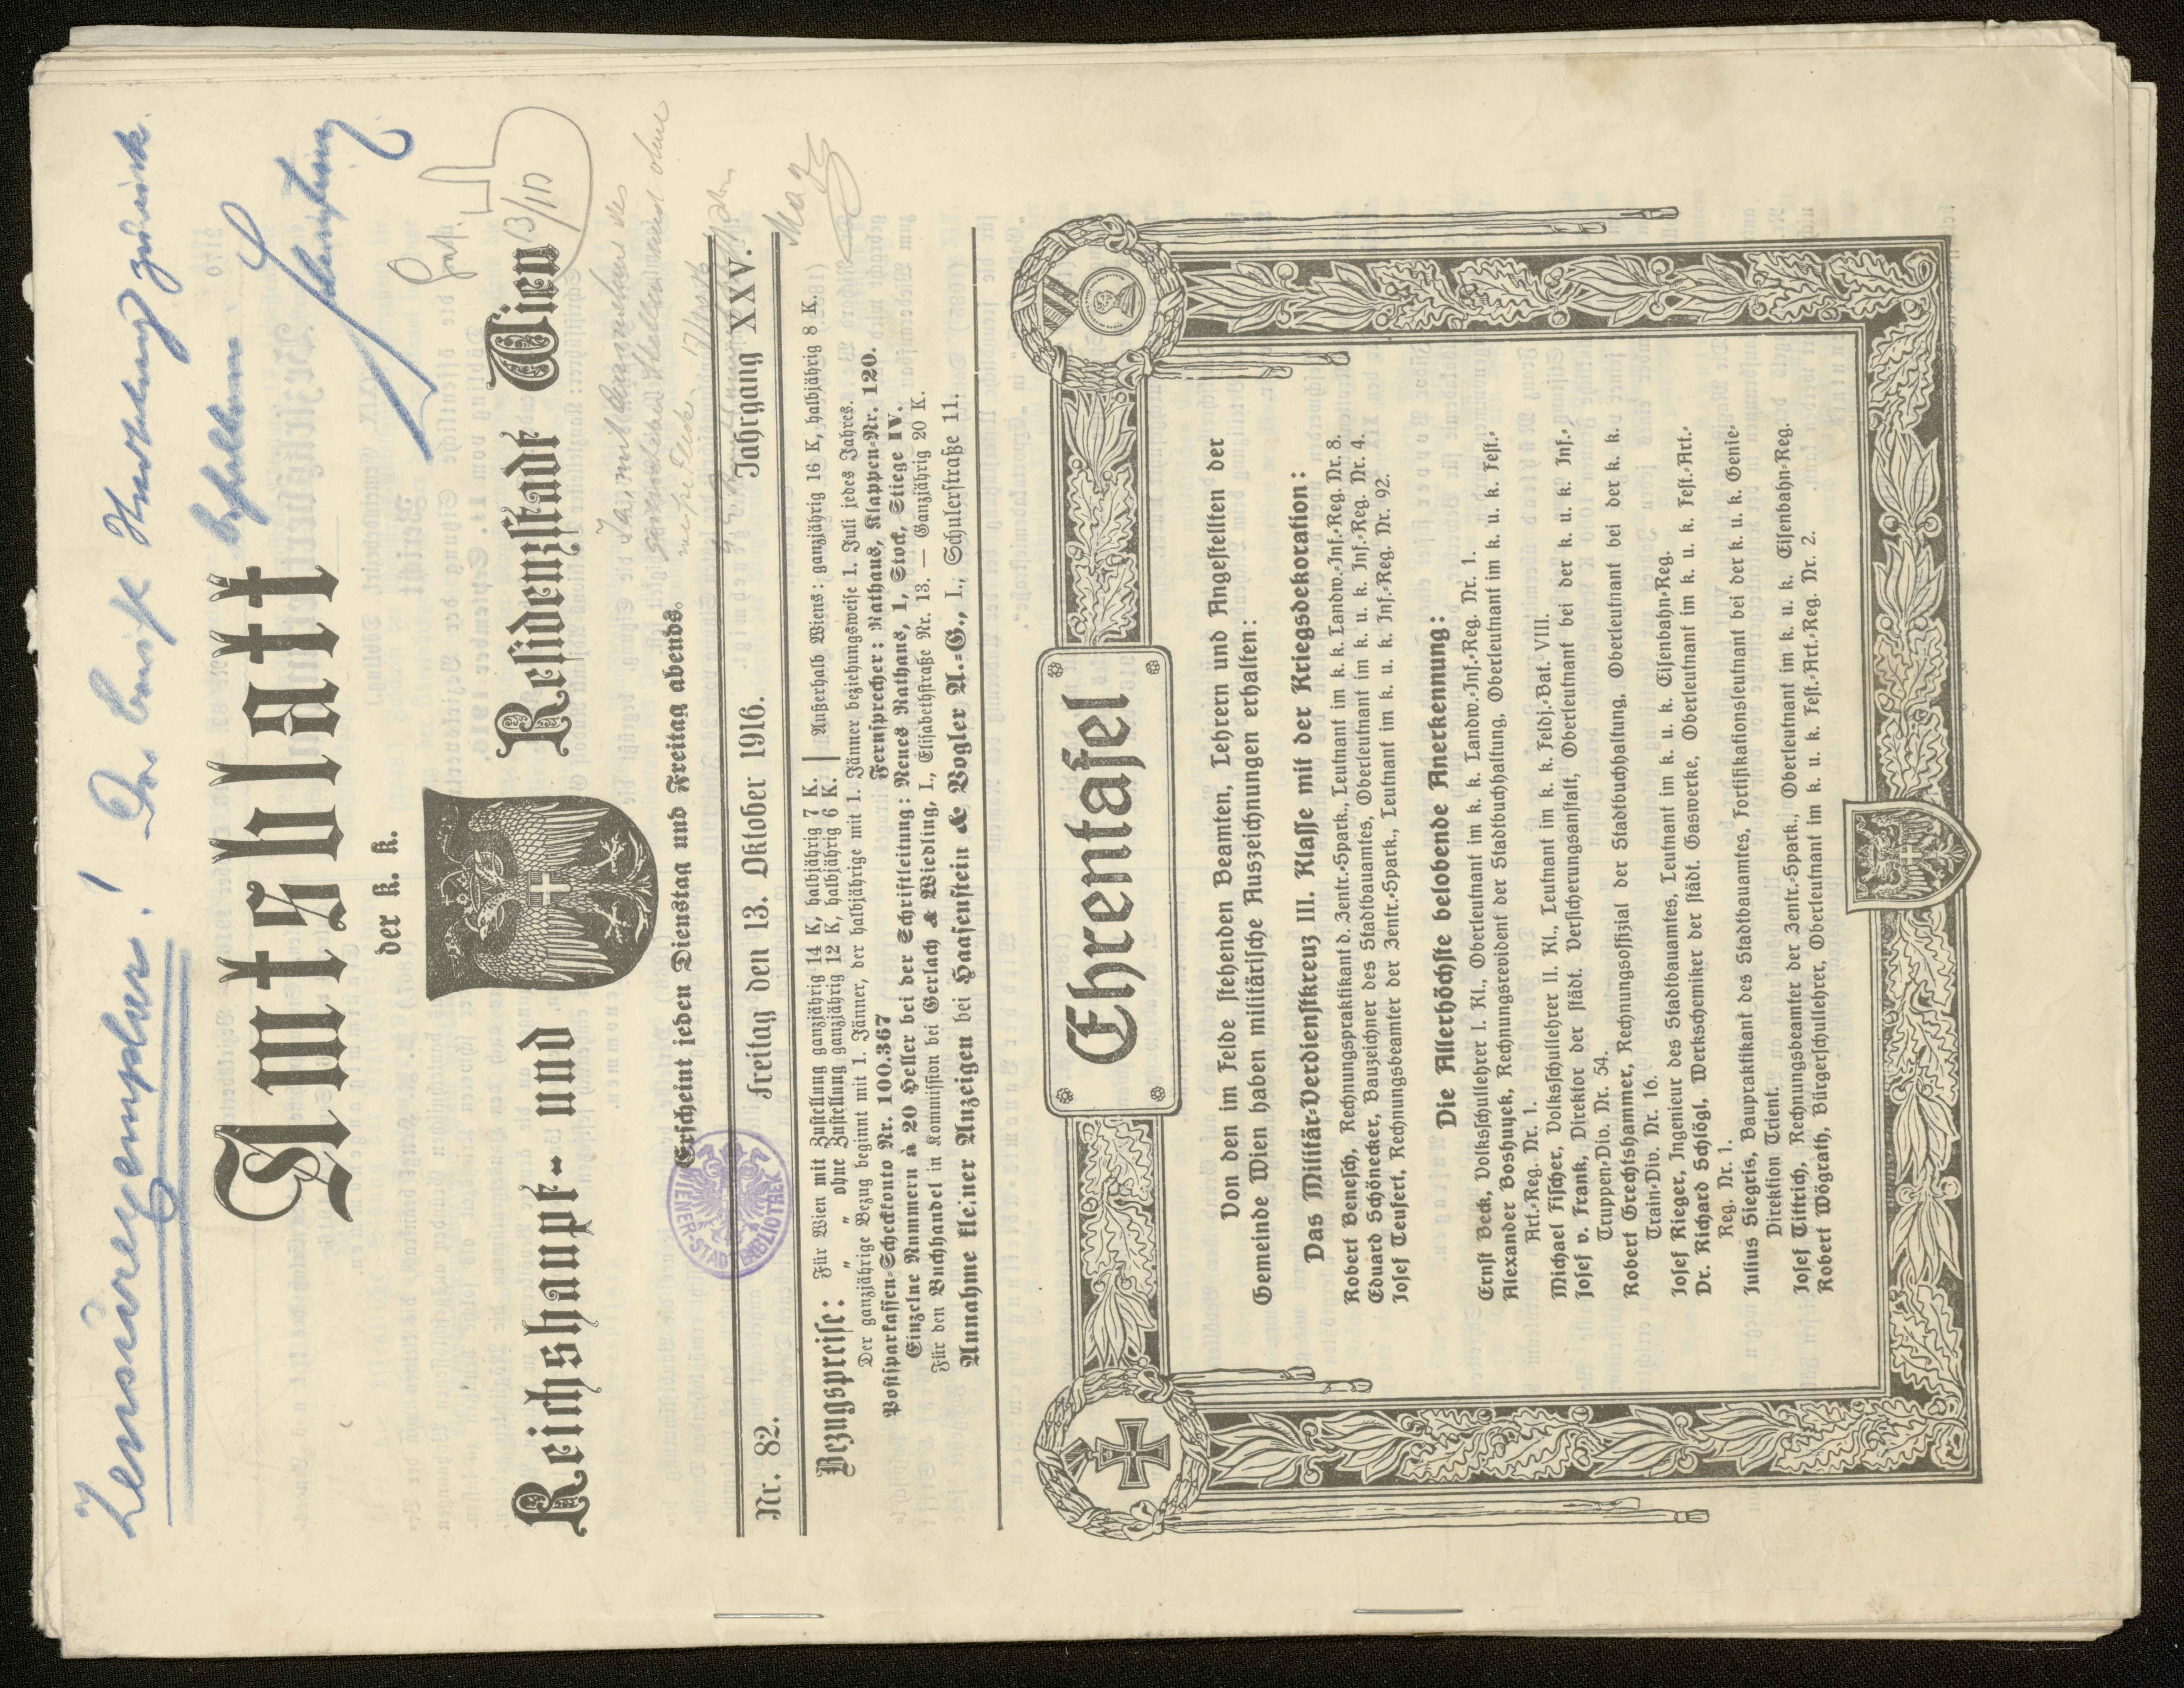 Zensurexemplar! Der Zensur
zurück
erhalten
Amtsblatt
der k. k.
Reichshaupt- und Residenzstadt Wien
13/10
Erscheint jeden Dienstag und Freitag abends.
WIENER-STADTBIBLIOTHEK
Nr. 82. Freitag den 13. Oktober 1916. Jahrgang XXV.
Mag
Bezugspreise: Für Wien mit Zustellung ganzjährig 14 K, halbjährig 7 K. | Außerhalb Wiens: ganzjährig 16 K, halbjährig 8 K.
„ „ ohne Zustellung ganzjährig 12 K, halbjährig 6 K. |
Der ganzjährige Bezug beginnt mit 1. Jänner, der halbjährige mit 1. Jänner beziehungsweise 1. Juli jedes Jahres.
Postsparkassen-Scheckkonto Nr. 100.367 Fernsprecher: Rathaus, Klappen-Nr. 120.
Einzelne Nummern à 20 Heller bei der Schriftleitung: Neues Rathaus, 1. Stock, Stiege IV.
Für den Buchhandel in Kommission bei Gerlach & Wiedling, I., Elisabethstraße Nr. 13. — Ganzjährig 20 K.
Annahme kleiner Anzeigen bei Haasenstein & Vogler A.-G., I., Schulerstraße 11.
Ehrentafel
Von den im Felde stehenden Beamten, Lehrern und Angestellten der
Gemeinde Wien haben militärische Auszeichnungen erhalten:
Das Militär-Verdienstkreuz III. Klasse mit der Kriegsdekoration:
Robert Benesch, Rechnungspraktikant d. Zentr.-Spark., Leutnant im k. k. Landw.-Inf.-Reg. Nr. 8.
Eduard Schönecker, Bauzeichner des Stadtbauamtes, Oberleutnant im k. u. k. Inf.-Reg. Nr. 4.
Josef Teufert, Rechnungsbeamter der Zentr.-Spark., Leutnant im k. u. k. Inf.-Reg. Nr. 92.
Die Allerhöchste belobende Anerkennung:
Ernst Beck, Volksschullehrer I. Kl., Oberleutnant im k. k. Landw.-Inf.-Reg. Nr. 1.
Alexander Boshuyek, Rechnungsrevident der Stadtbuchhaltung, Oberleutnant im k. u. k. Fest.-
Art.-Reg. Nr. 1.
Michael Fischer, Volksschullehrer II. Kl., Leutnant im k. k. Feldj.-Bat. VIII.
Josef v. Frank, Direktor der städt. Versicherungsanstalt, Oberleutnant bei der k. u. k. Inf.-
Truppen-Div. Nr. 54.
Robert Grechtshammer, Rechnungsoffizial der Stadtbuchhaltung, Oberleutnant bei der k. k.
Train-Div. Nr. 16.
Josef Rieger, Ingenieur des Stadtbauamtes, Leutnant im k. u. k. Eisenbahn-Reg.
Dr. Richard Schlögl, Werkschemiker der städt. Gaswerke, Oberleutnant im k. u. k. Fest.-Art.-
Reg. Nr. 1.
Julius Siegris, Baupraktikant des Stadtbauamtes, Fortifikationsleutnant bei der k. u. k. Genie-
Direktion Trient.
Josef Tittrich, Rechnungsbeamter der Zentr.-Spark., Oberleutnant im k. u. k. Eisenbahn-Reg.
Robert Wögrath, Bürgerschullehrer, Oberleutnant im k. u. k. Fest.-Art.-Reg. Nr. 2.